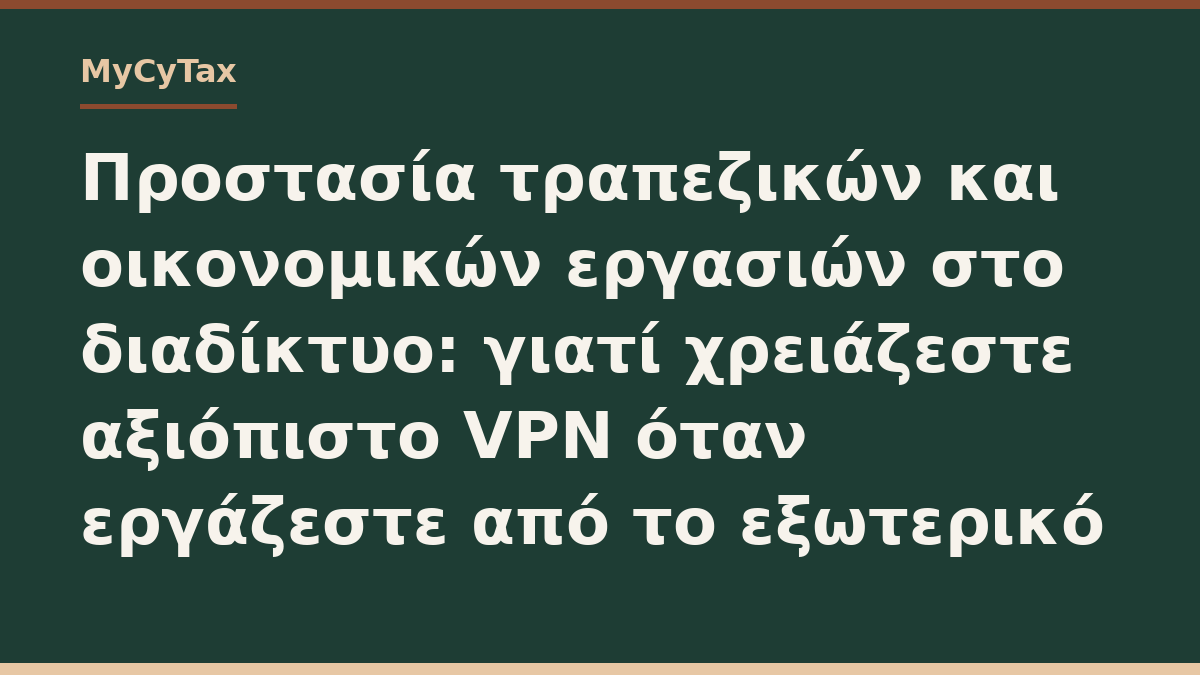 MyCyTax
Προστασία τραπεζικών και
οικονομικών εργασιών στο
διαδίκτυο: γιατί χρειάζεστε
αξιόπιστο VPN όταν
εργάζεστε από το εξωτερικό